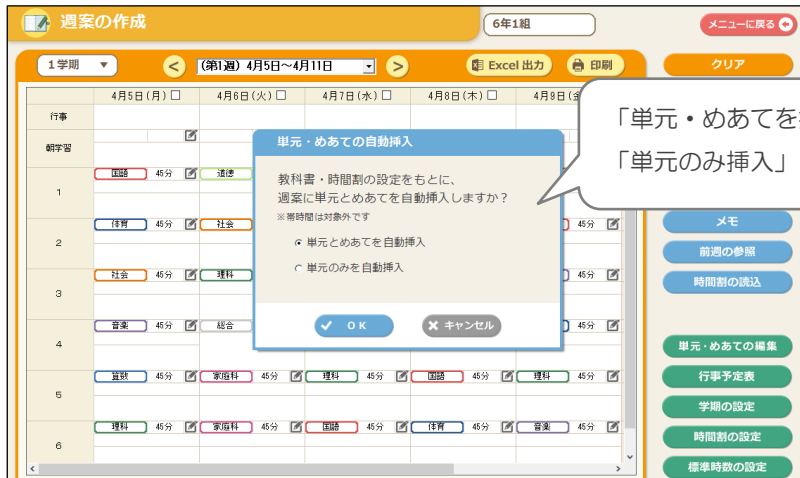 週案の作成
6年1組
メニューに戻る
1学期
(第1週) 4月5日～4月11日
Excel 出力
印刷
クリア
4月5日(月) 4月6日(火) 4月7日(水) 4月8日(木) 4月9日(
行事
朝学習
1
国語 45分 道徳
2
体育 45分 社会 45分
3
社会 45分 理科 45分
4
音楽 45分 総合 45分
5
算数 45分 家庭科 45分 理科 45分 国語 45分 理科 45分
6
理科 45分 家庭科 45分 国語 45分 体育 45分 音楽 45分
単元・めあての自動挿入
教科書・時間割の設定をもとに、
週案に単元とめあてを自動挿入しますか？
※帯時間は対象外です
単元とめあてを自動挿入
単元のみを自動挿入
OK
キャンセル
「単元・めあてを
「単元のみ挿入」
メモ
前週の参照
時間割の読込
単元・めあての編集
行事予定表
学期の設定
時間割の設定
標準時数の設定